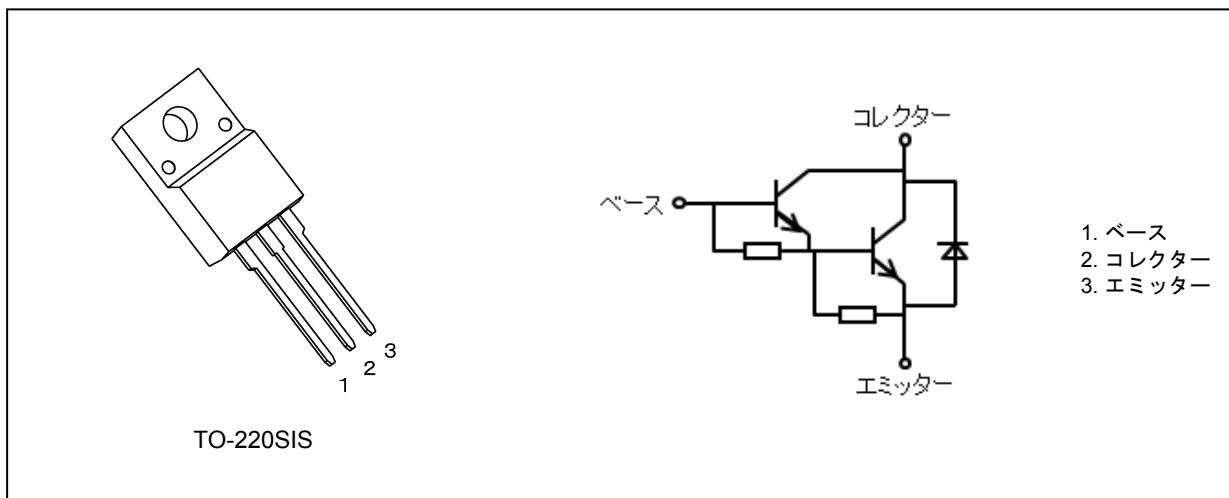 1
2
3
TO-220SIS
コレクター
ベース
エミッター
1. ベース
2. コレクター
3. エミッター